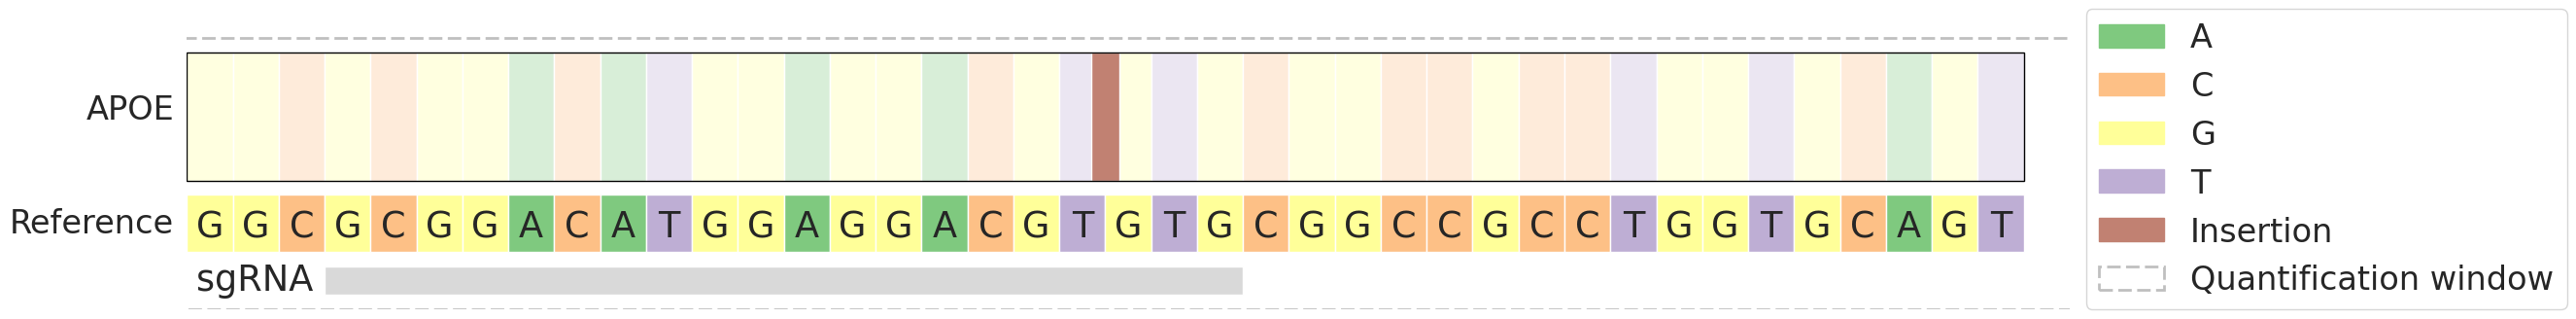 APOE
Reference G G C G C G G A C A T G G A G G A C G T G T G C G G C C G C C T G G T G C A G T
sgRNA
A
C
G
T
Insertion
Quantification window